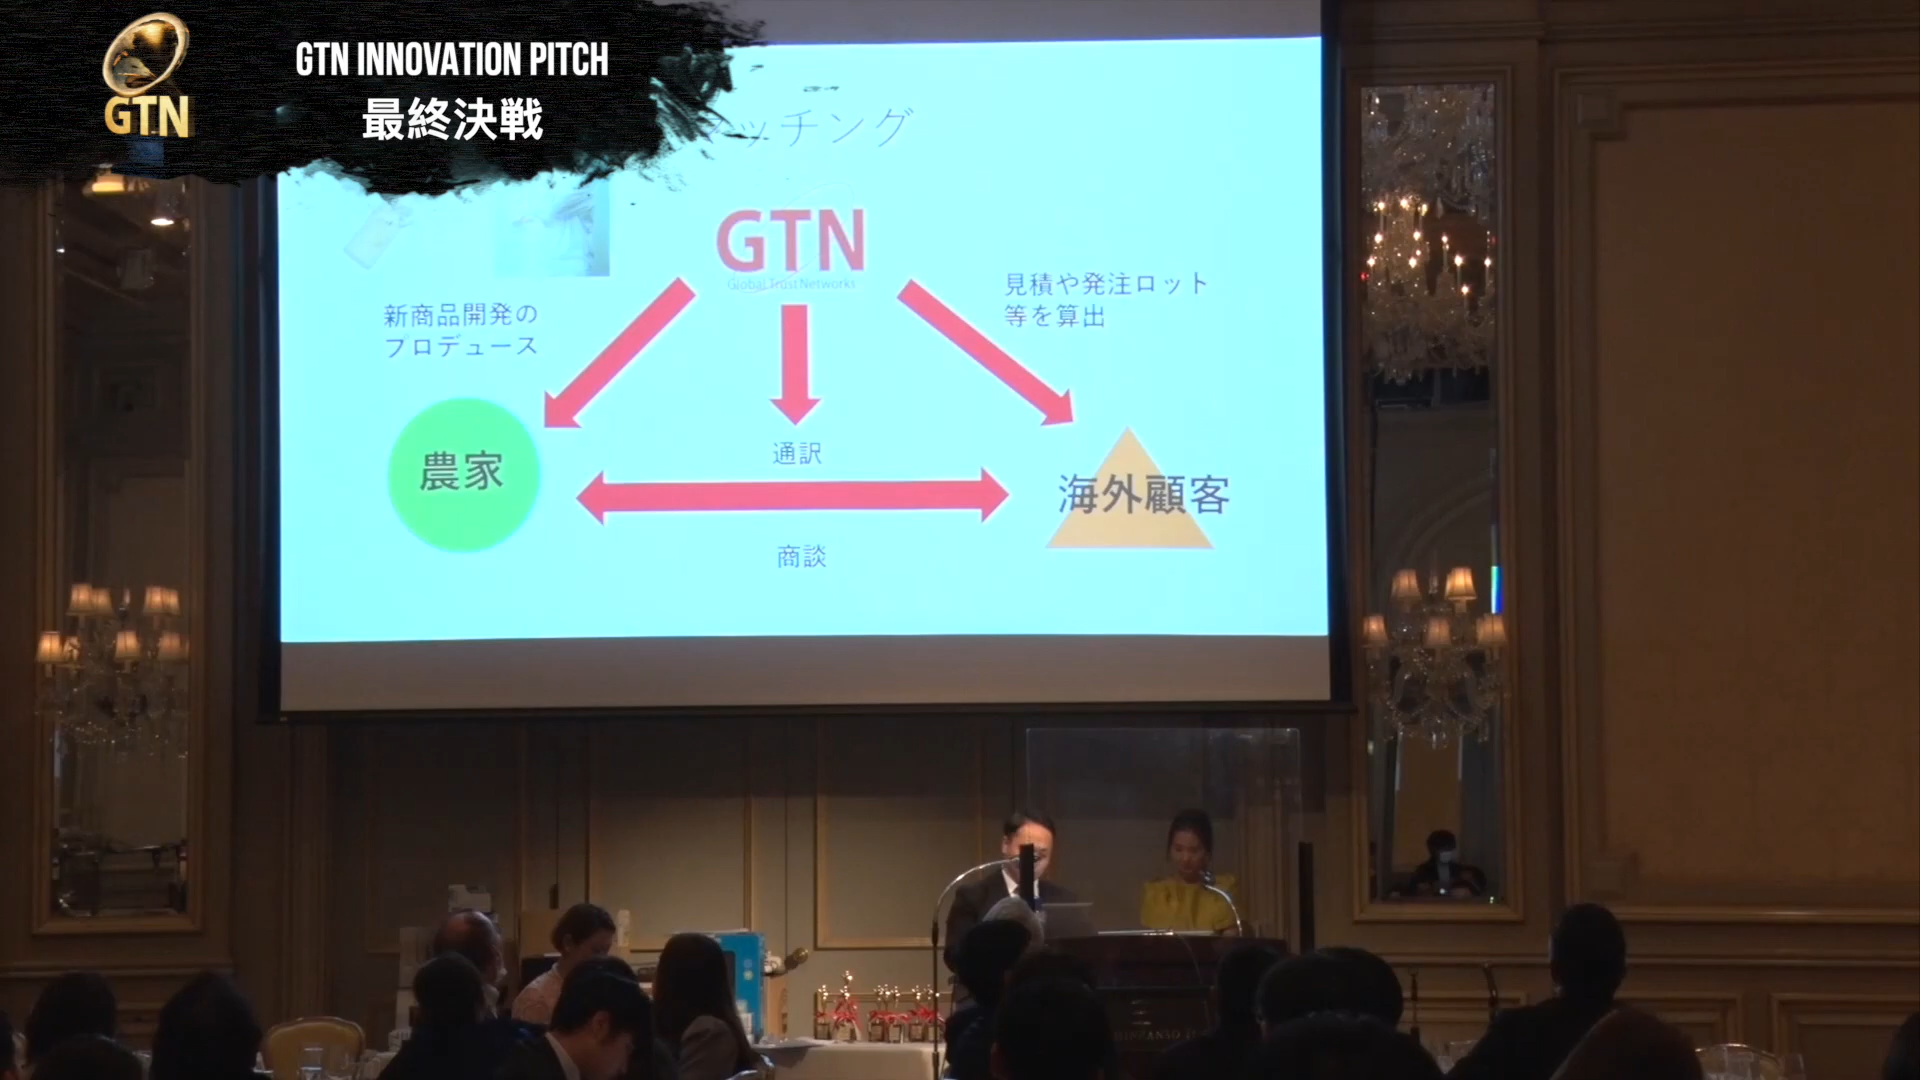 GTN
GTN INNOVATION PITCH
最終決戦
ッチング
GTN
Global Trust Networks
新商品開発の
プロデュース
見積や発注ロット
等を算出
農家
通訳
海外顧客
商談